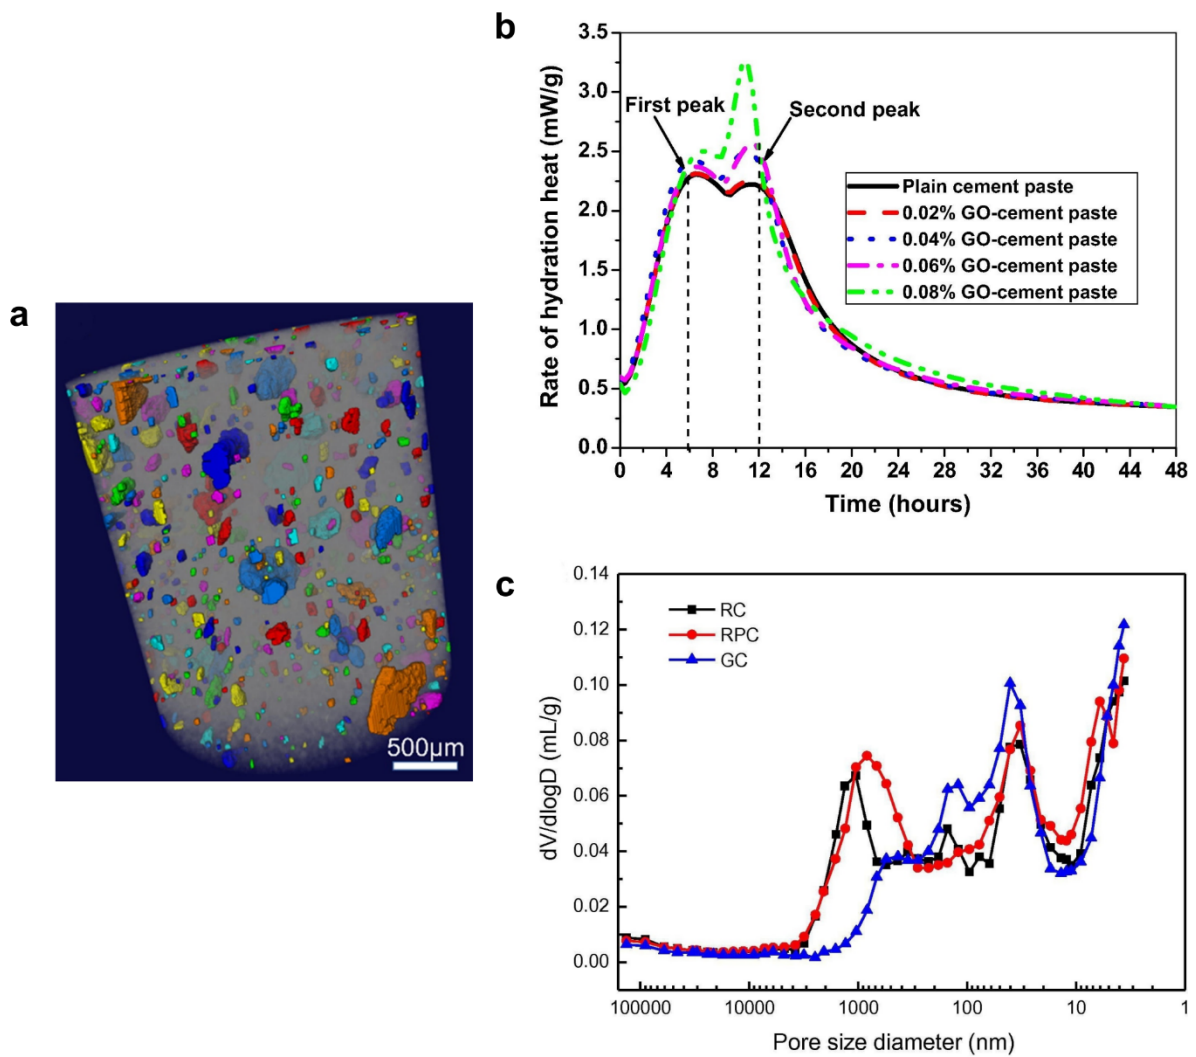 a
500μm
b
3.5
3.0
2.5
2.0
1.5
1.0
0.5
0.0
Rate of hydration heat (mW/g)
First peak
Second peak
Plain cement paste
0.02% GO-cement paste
0.04% GO-cement paste
0.06% GO-cement paste
0.08% GO-cement paste
0 4 8 12 16 20 24 28 32 36 40 44 48
Time (hours)
c
0.14
0.12
0.10
0.08
0.06
0.04
0.02
0.00
dV/dlogD (mL/g)
RC
RPC
GC
100000 10000 1000 100 10 1
Pore size diameter (nm)